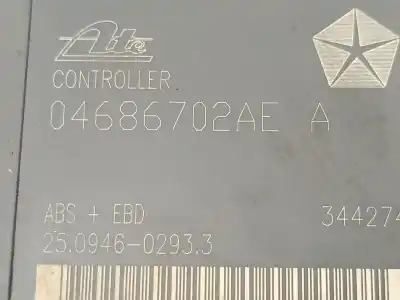 Ate
CONTROLLER
04686702AE A
ABS + EBD 344274
25.0946-0293.3